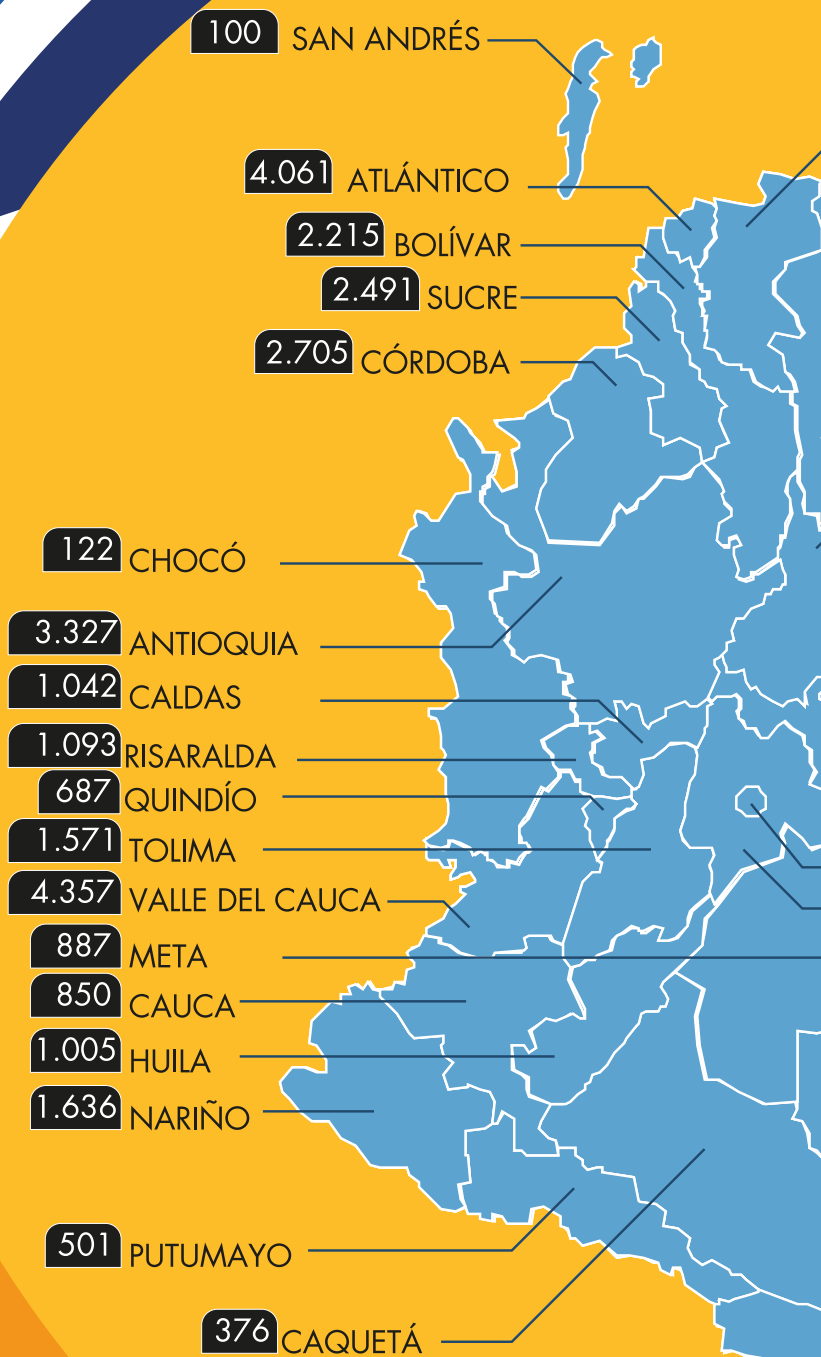 100 SAN ANDRÉS
4.061 ATLÁNTICO
2.215 BOLÍVAR
2.491 SUCRE
2.705 CÓRDOBA
122 CHOCÓ
3.327 ANTIOQUIA
1.042 CALDAS
1.093 RISARALDA
687 QUINDÍO
1.571 TOLIMA
4.357 VALLE DEL CAUCA
887 META
850 CAUCA
1.005 HUILA
1.636 NARIÑO
501 PUTUMAYO
376 CAQUETÁ